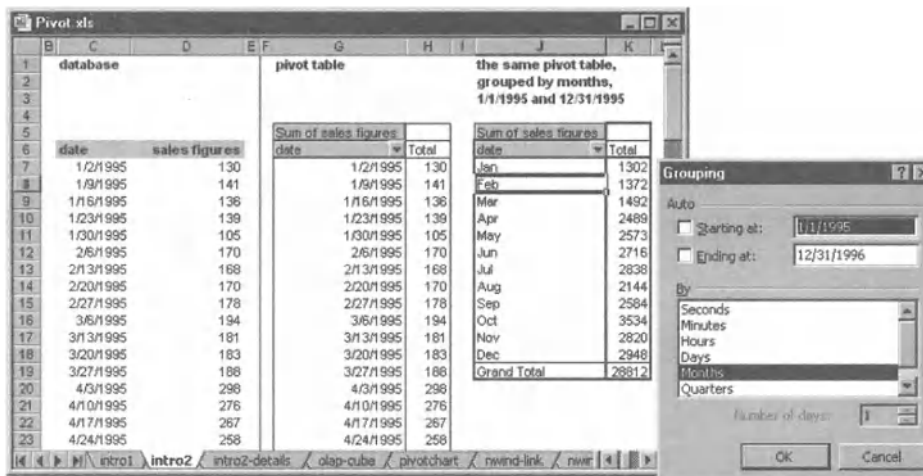 Pivot.xls
B C D E F G H I J K L
1 database pivot table the same pivot table,
2 grouped by months,
3 1/1/1995 and 12/31/1995
4
5 Sum of sales figures Sum of sales figures
6 date sales figures date Total date Total
7 1/2/1995 130 1/2/1995 130 Jan 1302
8 1/9/1995 141 1/9/1995 141 Feb 1372
9 1/16/1995 136 1/16/1995 136 Mar 1492
10 1/23/1995 139 1/23/1995 139 Apr 2489
11 1/30/1995 105 1/30/1995 105 May 2573
12 2/6/1995 170 2/6/1995 170 Jun 2716
13 2/13/1995 168 2/13/1995 168 Jul 2838
14 2/20/1995 170 2/20/1995 170 Aug 2144
15 2/27/1995 178 2/27/1995 178 Sep 2584
16 3/6/1995 194 3/6/1995 194 Oct 3534
17 3/13/1995 181 3/13/1995 181 Nov 2820
18 3/20/1995 183 3/20/1995 183 Dec 2948
19 3/27/1995 188 3/27/1995 188 Grand Total 28812
20 4/3/1995 298 4/3/1995 298
21 4/10/1995 276 4/10/1995 276
22 4/17/1995 267 4/17/1995 267
23 4/24/1995 258 4/24/1995 258
intro1 intro2 intro2-details olap-cube pivotchart nwind-link nwir
Grouping
Auto
Starting at: 1/1/1995
Ending at: 12/31/1996
By
Seconds
Minutes
Hours
Days
Months
Quarters
Number of days: 1
OK Cancel